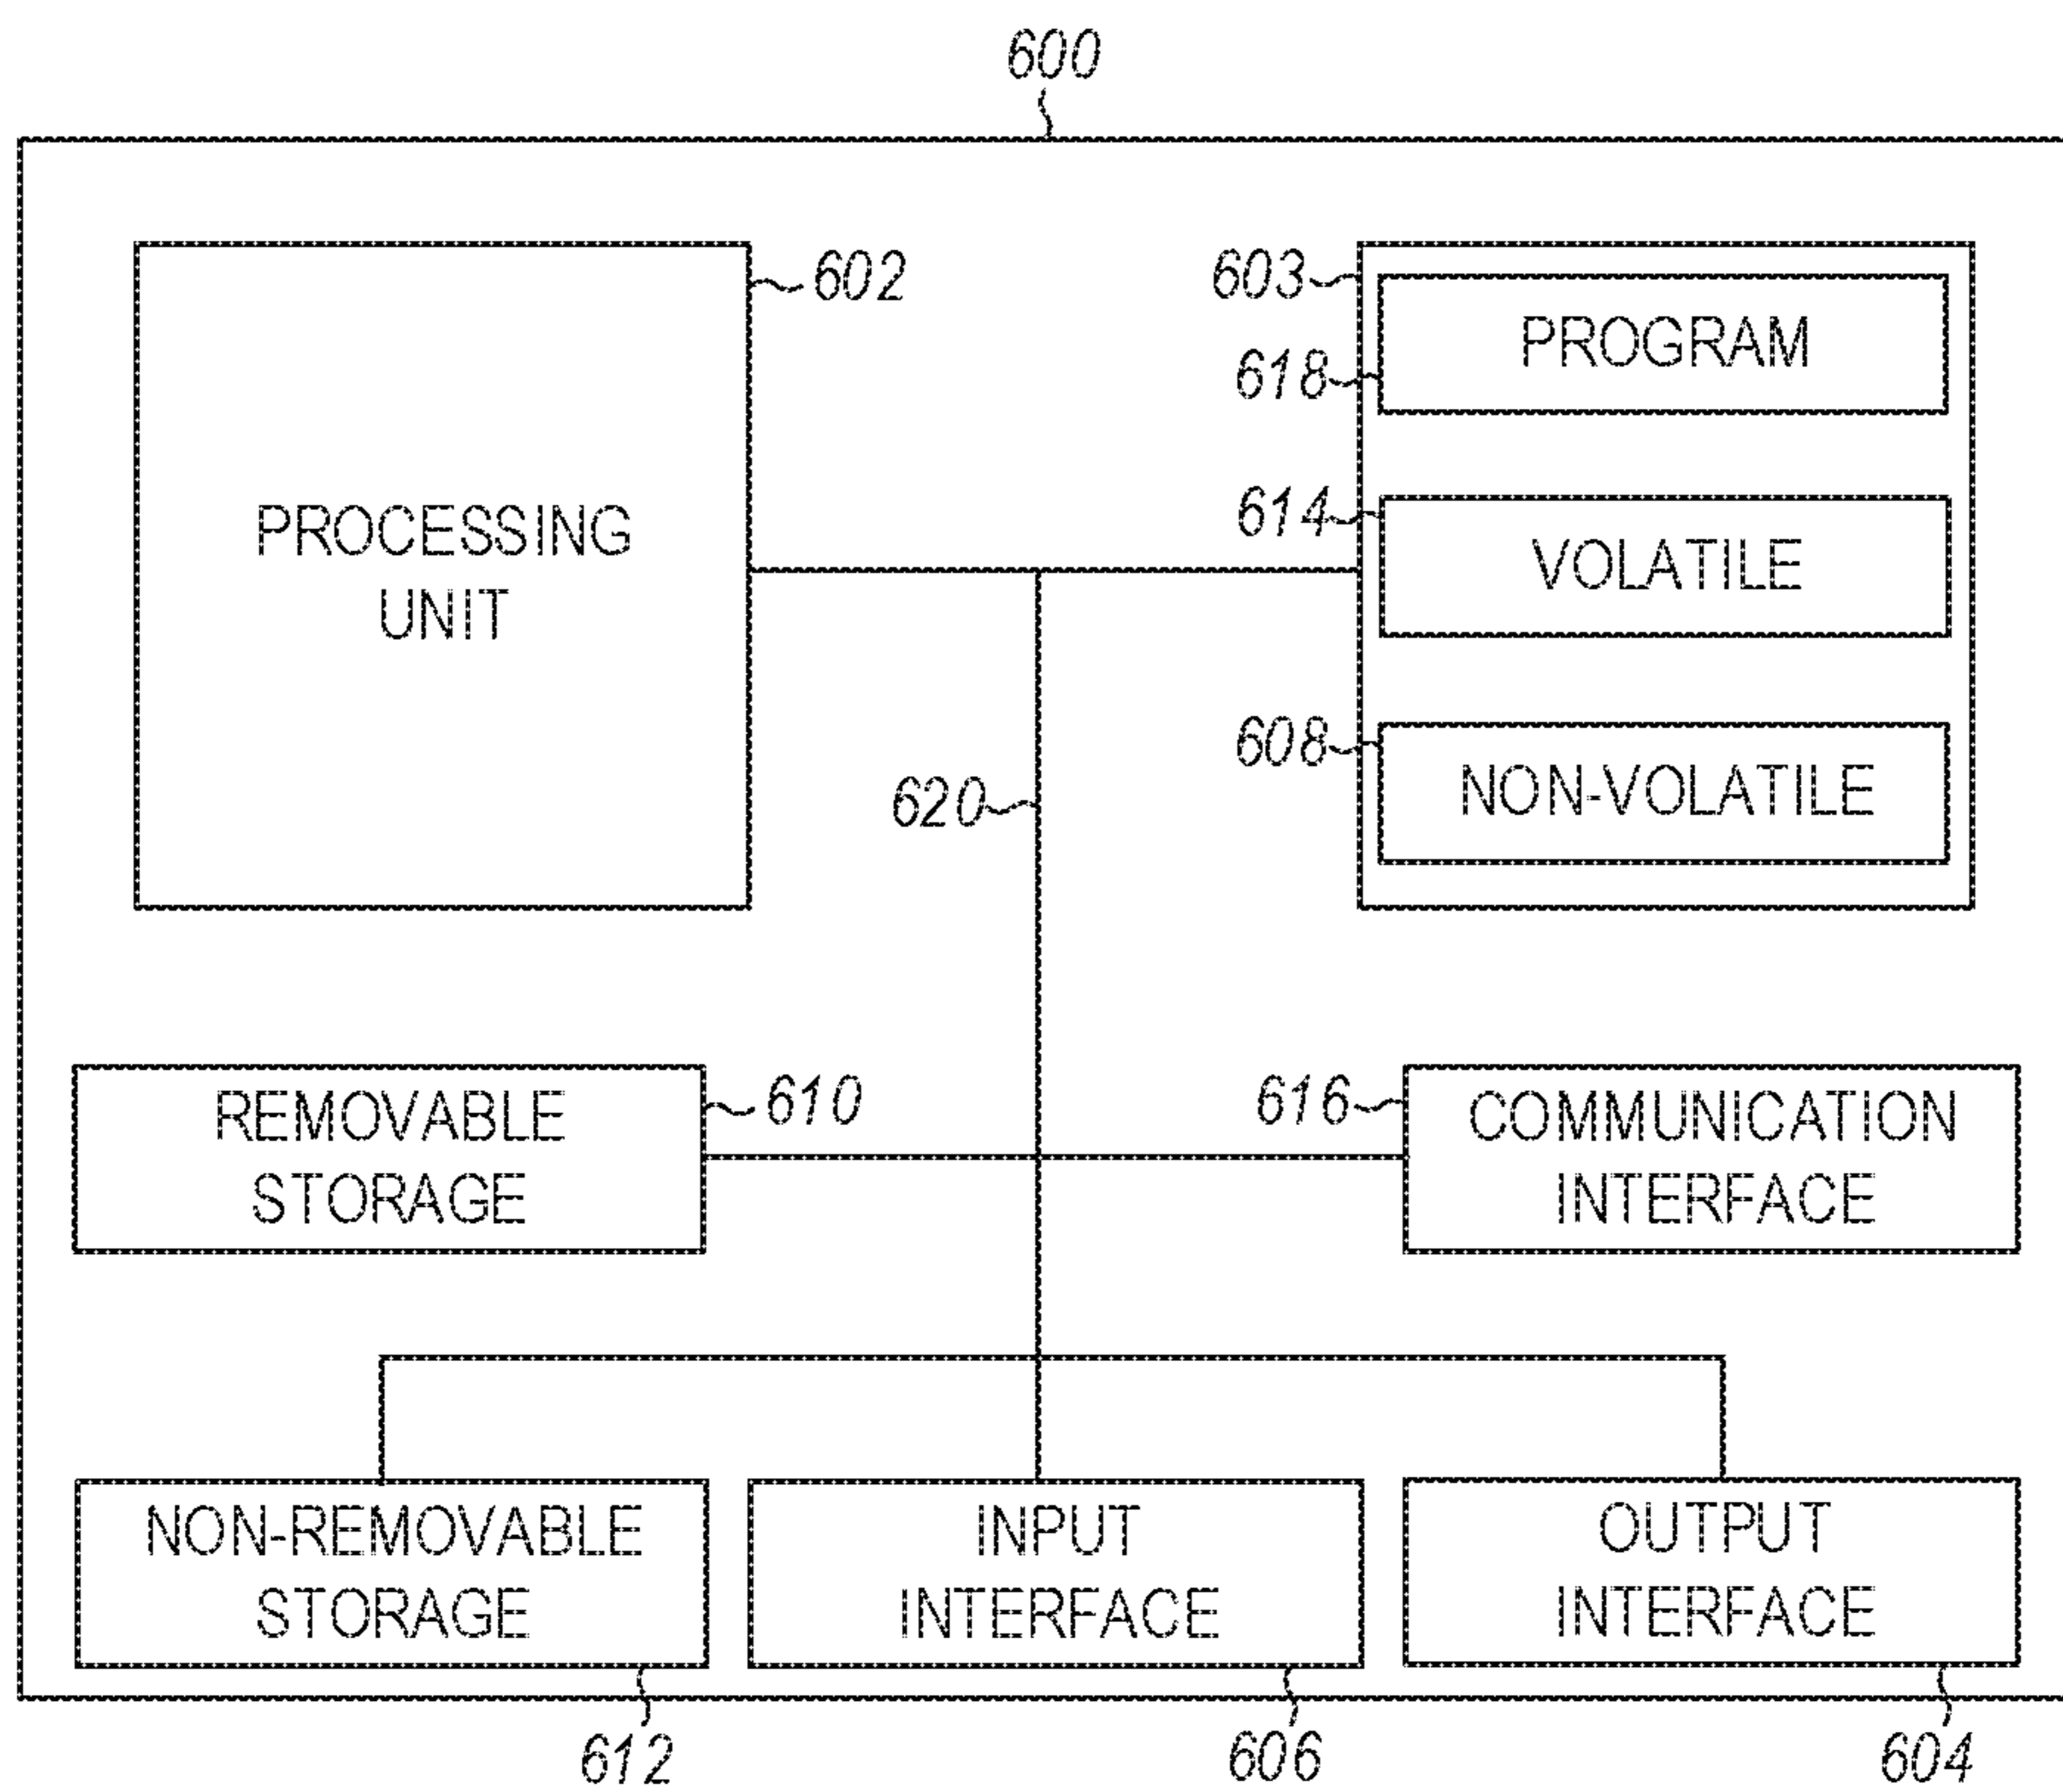 600
602
603
PROGRAM
618
614
VOLATILE
PROCESSING
UNIT
608
NON-VOLATILE
620
REMOVABLE
STORAGE
610
616
COMMUNICATION
INTERFACE
NON-REMOVABLE
STORAGE
INPUT
INTERFACE
OUTPUT
INTERFACE
612
606
604